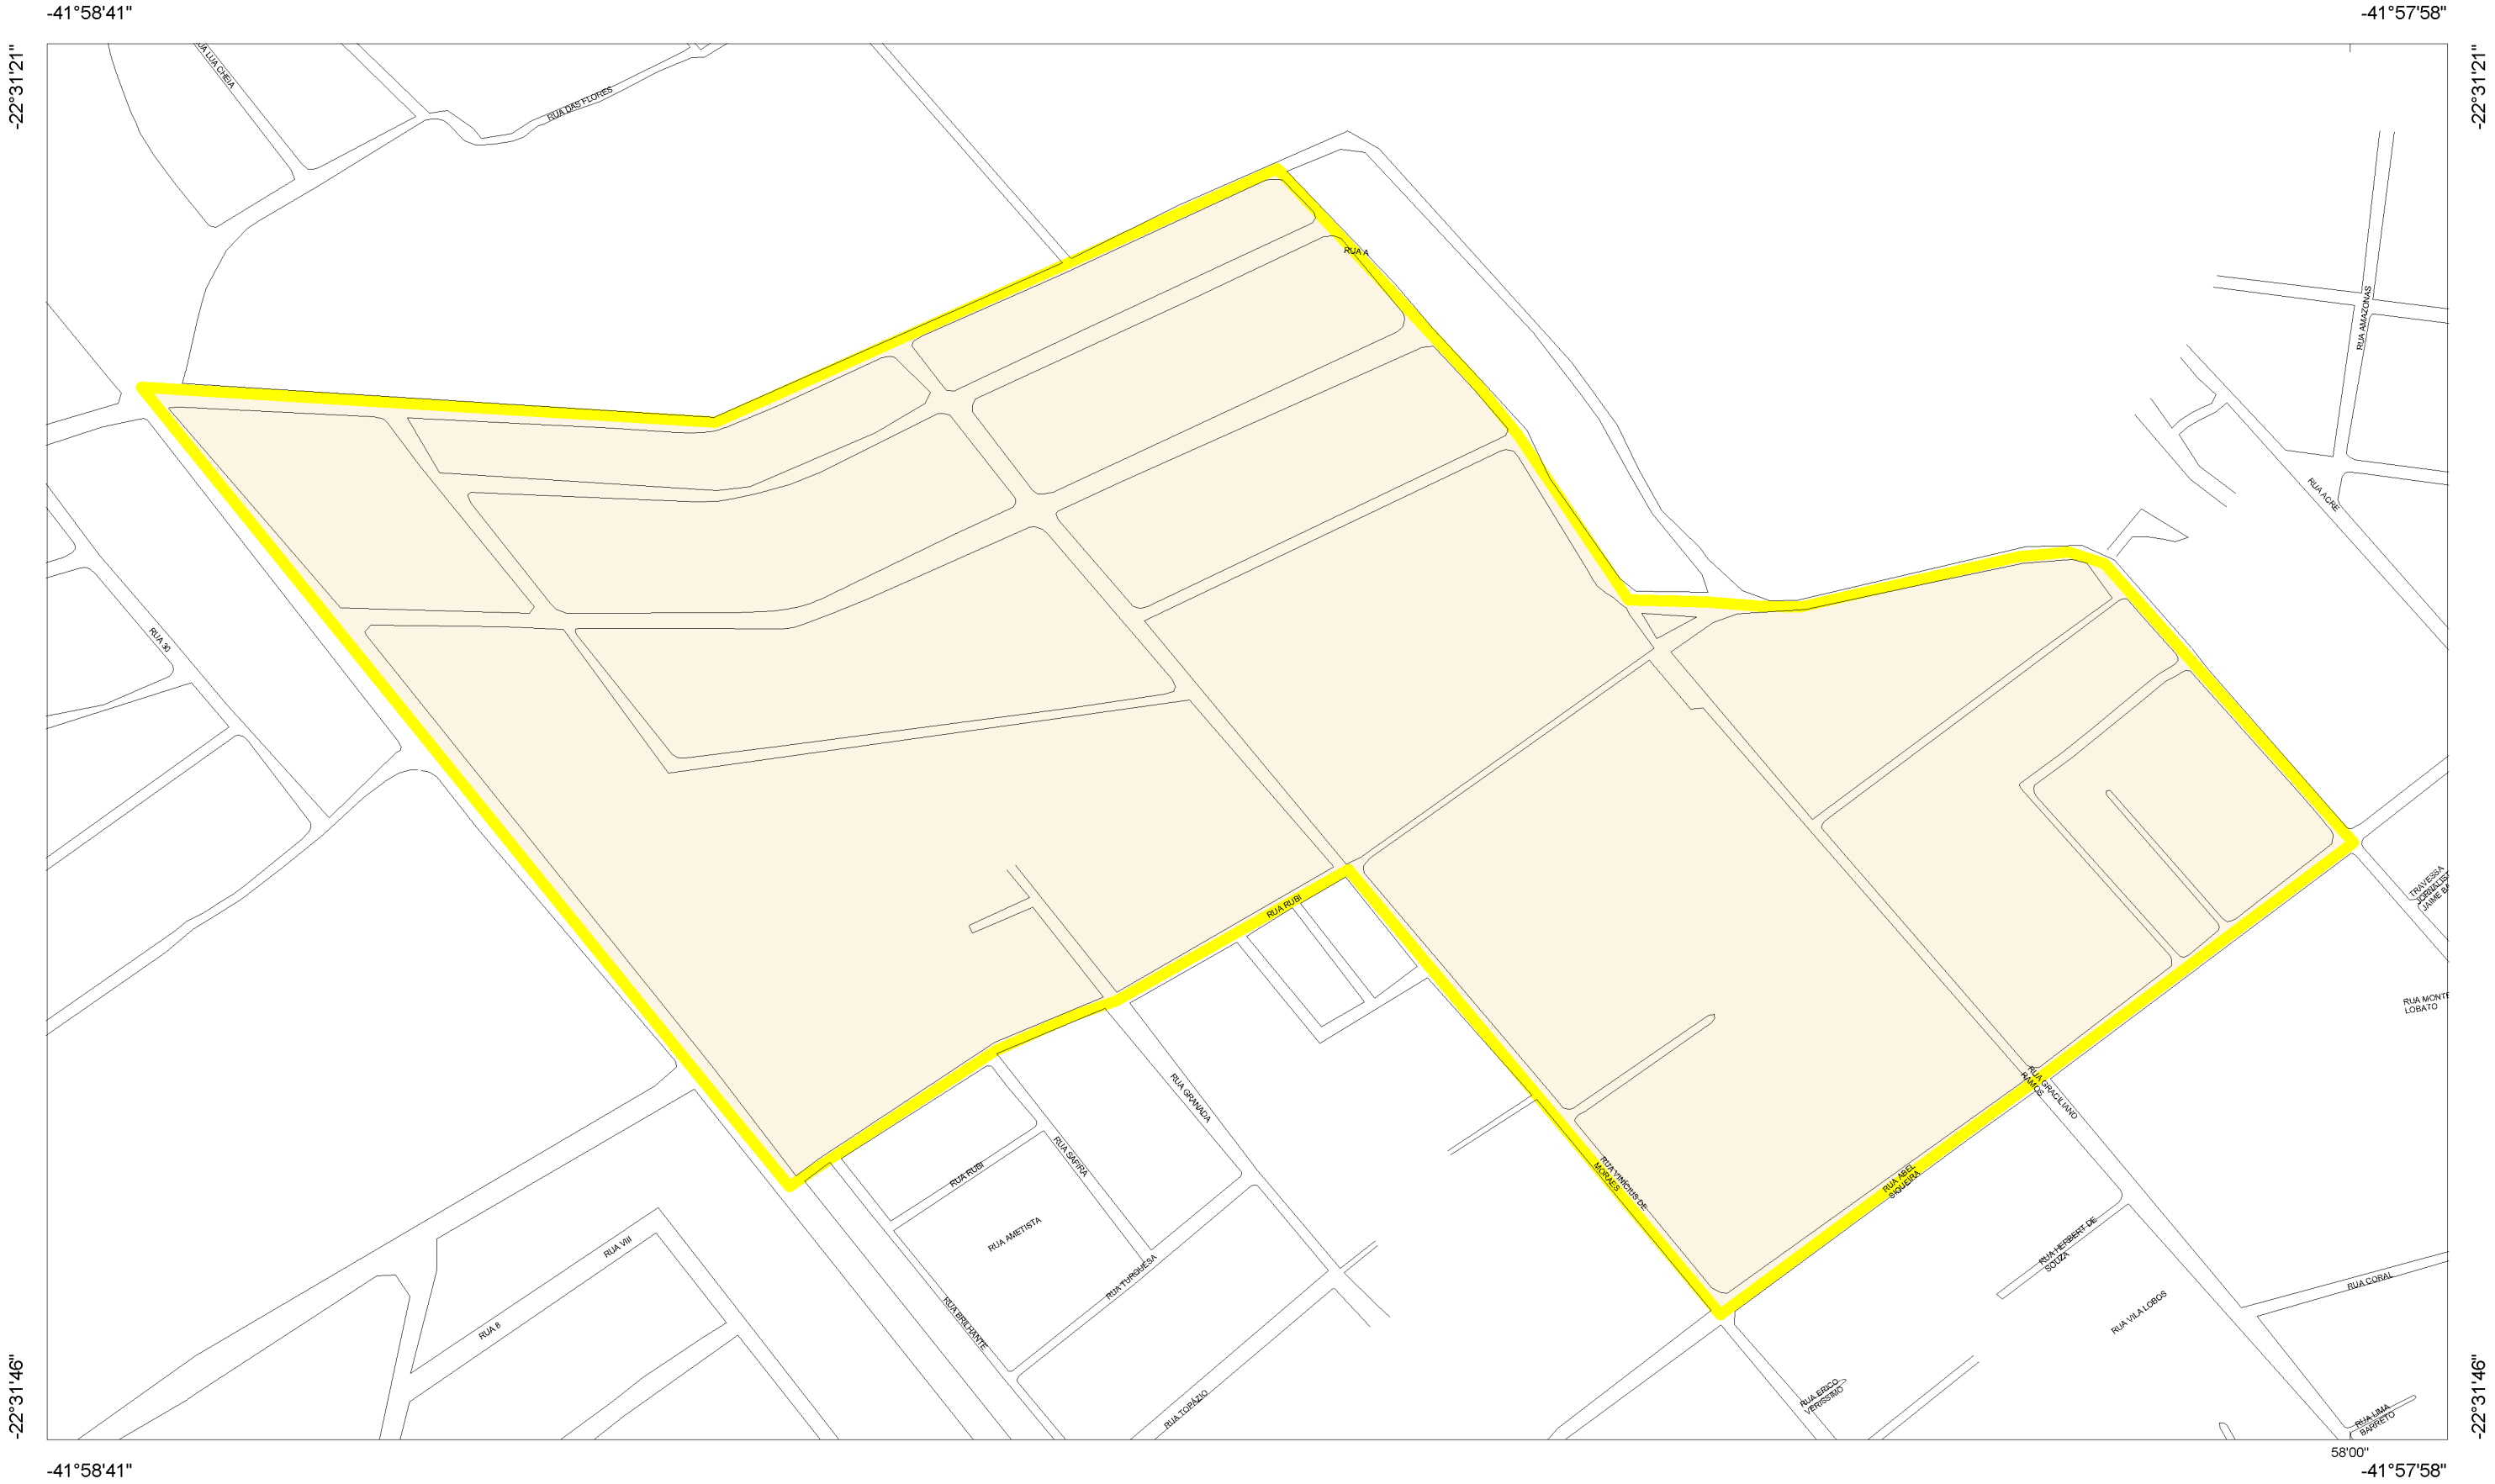 -41°58'41"
-41°57'58"
-22°31'21"
-22°31'21"
RUA LUA CHEIA
RUA DAS FLORES
RUA A
RUA AMAZONAS
RUA ACRE
RUA 30
RUA RUBI
TRAVESSA
JORNALIST
JAIME BA
RUA MONTE
LOBATO
RUA GRANADA
RUA SAFIRA
RUA RUBI
RUA AMETISTA
RUA TURQUESA
RUA BRILHANTE
RUA TOPÁZIO
RUA VIII
RUA 8
RUA VINÍCIUS DE
MORAES
RUA ABEL
SIQUEIRA
RUA GRACILIANO
RAMOS
RUA HERBERT DE
SOUZA
RUA VILA LOBOS
RUA CORAL
RUA ERICO
VERISSIMO
RUA LIMA
BARRETO
-22°31'46"
-22°31'46"
58'00"
-41°58'41"
-41°57'58"